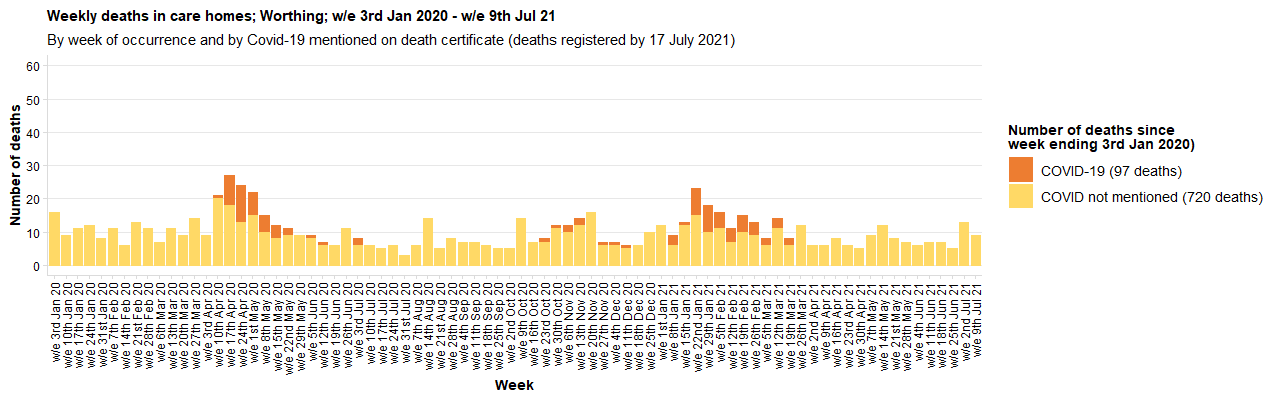 Weekly deaths in care homes; Worthing; w/e 3rd Jan 2020 - w/e 9th Jul 21
By week of occurrence and by Covid-19 mentioned on death certificate (deaths registered by 17 July 2021)
60
50
40
30
20
10
0
Number of deaths
w/e 3rd Jan 20
w/e 10th Jan 20
w/e 17th Jan 20
w/e 24th Jan 20
w/e 31st Jan 20
w/e 7th Feb 20
w/e 14th Feb 20
w/e 21st Feb 20
w/e 28th Feb 20
w/e 6th Mar 20
w/e 13th Mar 20
w/e 20th Mar 20
w/e 27th Mar 20
w/e 3rd Apr 20
w/e 10th Apr 20
w/e 17th Apr 20
w/e 24th Apr 20
w/e 1st May 20
w/e 8th May 20
w/e 15th May 20
w/e 22nd May 20
w/e 29th May 20
w/e 5th Jun 20
w/e 12th Jun 20
w/e 19th Jun 20
w/e 26th Jun 20
w/e 3rd Jul 20
w/e 10th Jul 20
w/e 17th Jul 20
w/e 24th Jul 20
w/e 31st Jul 20
w/e 7th Aug 20
w/e 14th Aug 20
w/e 21st Aug 20
w/e 28th Aug 20
w/e 4th Sep 20
w/e 11th Sep 20
w/e 18th Sep 20
w/e 25th Sep 20
w/e 2nd Oct 20
w/e 9th Oct 20
w/e 16th Oct 20
w/e 23rd Oct 20
w/e 30th Oct 20
w/e 6th Nov 20
w/e 13th Nov 20
w/e 20th Nov 20
w/e 27th Nov 20
w/e 4th Dec 20
w/e 11th Dec 20
w/e 18th Dec 20
w/e 25th Dec 20
w/e 1st Jan 21
w/e 8th Jan 21
w/e 15th Jan 21
w/e 22nd Jan 21
w/e 29th Jan 21
w/e 5th Feb 21
w/e 12th Feb 21
w/e 19th Feb 21
w/e 26th Feb 21
w/e 5th Mar 21
w/e 12th Mar 21
w/e 19th Mar 21
w/e 26th Mar 21
w/e 2nd Apr 21
w/e 9th Apr 21
w/e 16th Apr 21
w/e 23rd Apr 21
w/e 30th Apr 21
w/e 7th May 21
w/e 14th May 21
w/e 21st May 21
w/e 28th May 21
w/e 4th Jun 21
w/e 11th Jun 21
w/e 18th Jun 21
w/e 25th Jun 21
w/e 2nd Jul 21
w/e 9th Jul 21
Week
Number of deaths since
week ending 3rd Jan 2020)
COVID-19 (97 deaths)
COVID not mentioned (720 deaths)